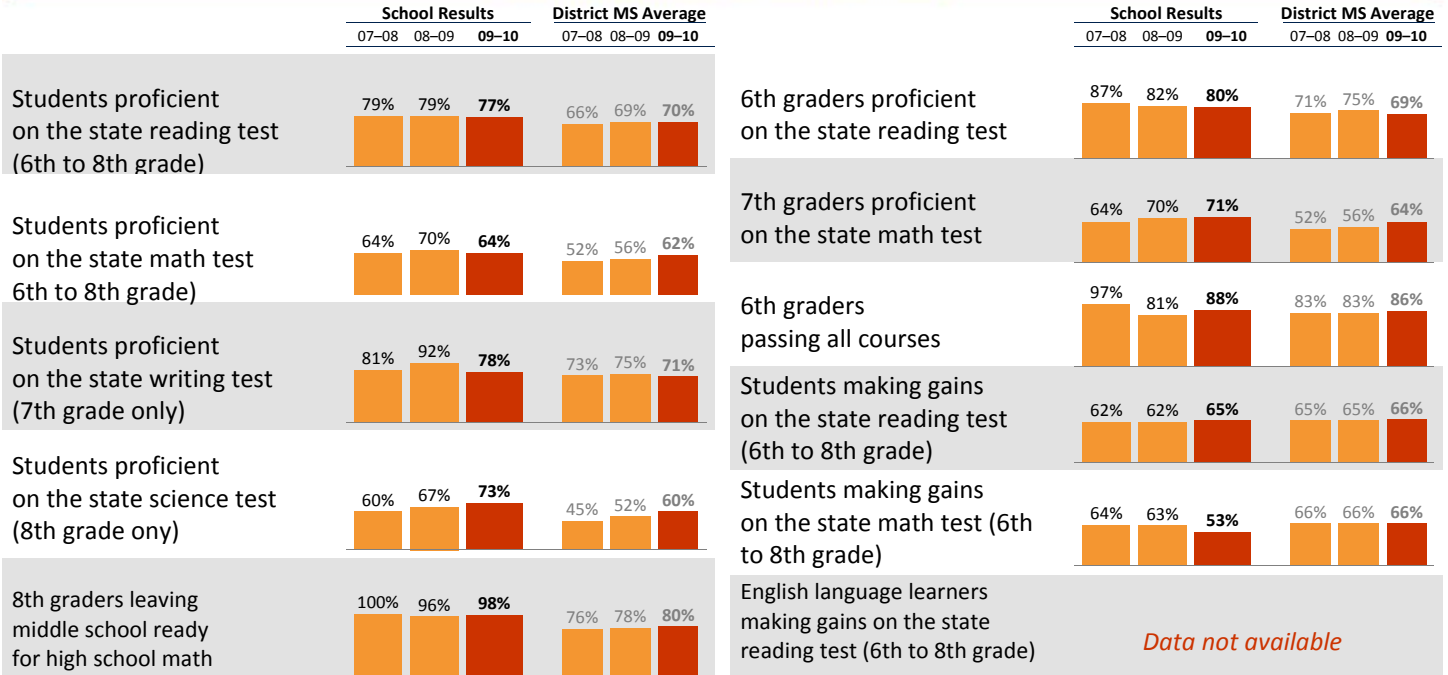 School Results District MS Average
07–08 08–09 09–10 07–08 08–09 09–10
Students proficient
on the state reading test
(6th to 8th grade)
79% 79% 77% 66% 69% 70%
Students proficient
on the state math test
6th to 8th grade)
64% 70% 64% 52% 56% 62%
Students proficient
on the state writing test
(7th grade only)
81% 92% 78% 73% 75% 71%
Students proficient
on the state science test
(8th grade ony)
60% 67% 73% 45% 52% 60%
8th graders leaving
middle school ready
for high school math
100% 96% 98% 76% 78% 80%
School Results District MS Average
07–08 08–09 09–10 07–08 08–09 09–10
6th graders proficient
on the state reading test
87% 82% 80% 71% 75% 69%
7th graders proficient
on the state math test
64% 70% 71% 52% 56% 64%
6th graders
passing all courses
97% 81% 88% 83% 83% 86%
Students making gains
on the state reading test
(6th to 8th grade)
62% 62% 65% 65% 65% 66%
Students making gains
on the state math test (6th
to 8th grade)
64% 63% 53% 66% 66% 66%
English language learners
making gains on the state
reading test (6th to 8th grade)
Data not available